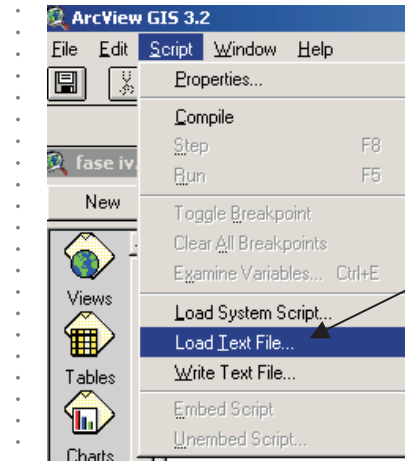 ArcView GIS 3.2
File Edit Script Window Help
Properties...
Compile
Step F8
Run F5
Toggle Breakpoint
Clear All Breakpoints
Examine Variables... Ctrl+E
Load System Script...
Load Text File...
Write Text File...
Embed Script
Unembed Script...
fase iv.
New
Views
Tables
Charts